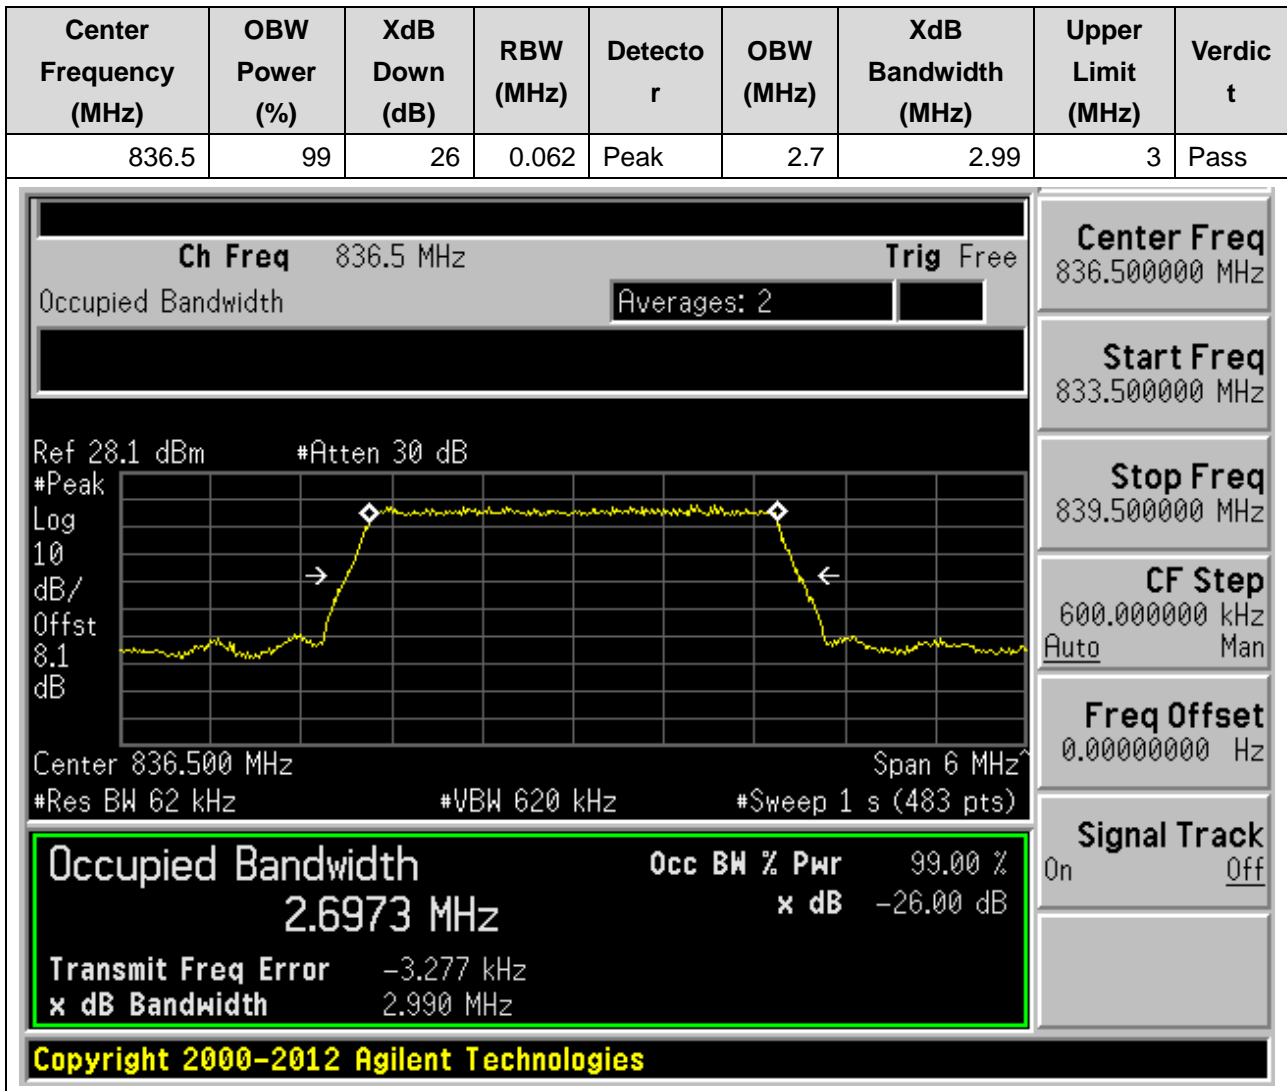 Center Frequency (MHz) OBW Power (%) XdB Down (dB) RBW (MHz) Detecto r OBW (MHz) XdB Bandwidth (MHz) Upper Limit (MHz) Verdic t
836.5 99 26 0.062 Peak 2.7 2.99 3 Pass
Ch Freq 836.5 MHz Trig Free
Occupied Bandwidth Averages: 2
Ref 28.1 dBm #Atten 30 dB
#Peak
Log
10
dB/
Offst
8.1
dB
Center 836.500 MHz Span 6 MHz^
#Res BW 62 kHz #VBW 620 kHz #Sweep 1 s (483 pts)
Occupied Bandwidth Occ BW % Pwr 99.00 %
2.6973 MHz x dB -26.00 dB
Transmit Freq Error -3.277 kHz
x dB Bandwidth 2.990 MHz
Center Freq
836.500000 MHz
Start Freq
833.500000 MHz
Stop Freq
839.500000 MHz
CF Step
600.000000 kHz
Auto Man
Freq Offset
0.00000000 Hz
Signal Track
On Off
Copyright 2000-2012 Agilent Technologies